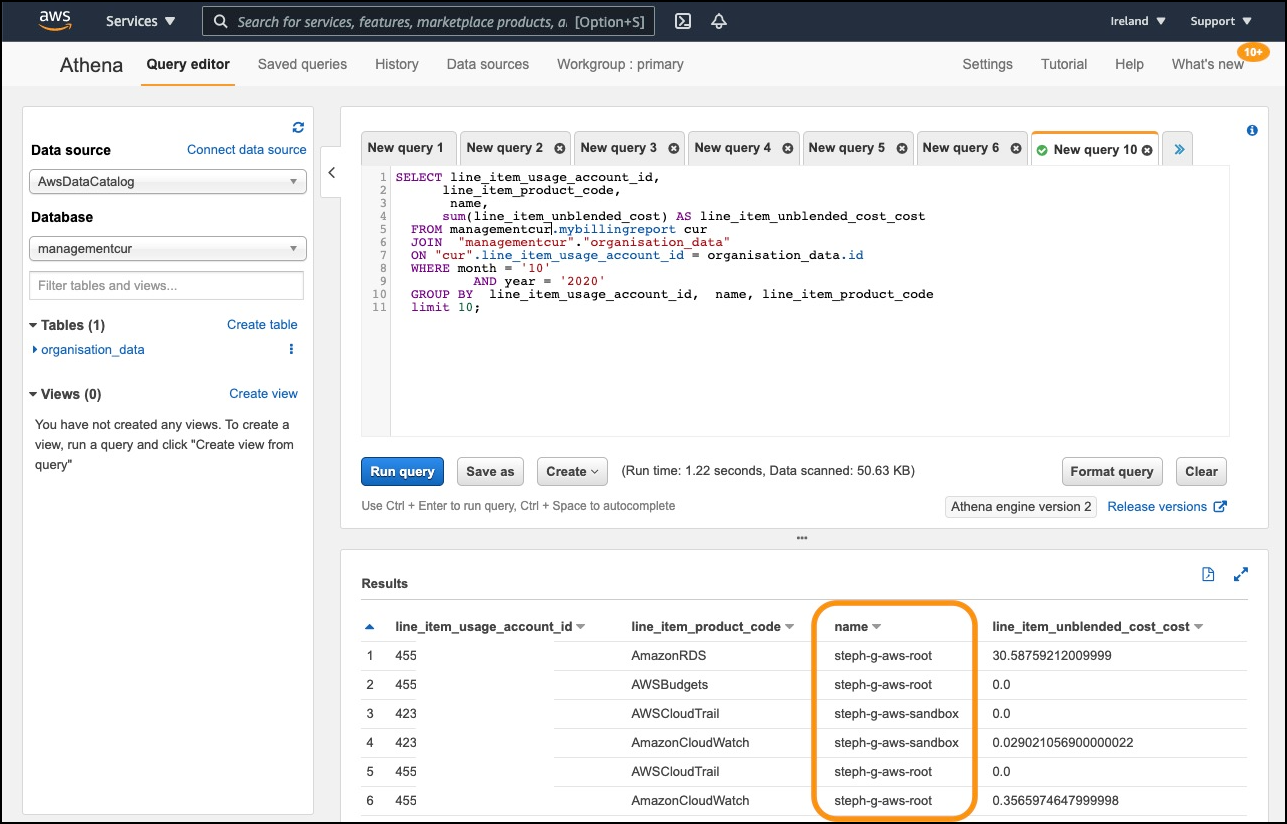 aws Services Search for services, features, marketplace products, a. [Option+S] Ireland Support
Athena Query editor Saved queries History Data sources Workgroup : primary Settings Tutorial Help What's new 10+
Data source Connect data source
AwsDataCatalog
Database
managementcur
Filter tables and views...
Tables (1) Create table
organisation_data
Views (0) Create view
You have not created any views. To create a
view, run a query and click "Create view from
query"
New query 1 New query 2 New query 3 New query 4 New query 5 New query 6 New query 10
1 SELECT line_item_usage_account_id,
2 line_item_product_code,
3 name,
4 sum(line_item_unblended_cost) AS line_item_unblended_cost_cost
5 FROM managementcur.mybillingreport cur
6 JOIN "managementcur"."organisation_data"
7 ON "cur".line_item_usage_account_id = organisation_data.id
8 WHERE month = '10'
9 AND year = '2020'
10 GROUP BY line_item_usage_account_id, name, line_item_product_code
11 limit 10;
Run query Save as Create (Run time: 1.22 seconds, Data scanned: 50.63 KB) Format query Clear
Use Ctrl + Enter to run query, Ctrl + Space to autocomplete Athena engine version 2 Release versions
Results
line_item_usage_account_id line_item_product_code name line_item_unblended_cost_cost
1 455 AmazonRDS steph-g-aws-root 30.58759212009999
2 455 AWSBudgets steph-g-aws-root 0.0
3 423 AWSCloudTrail steph-g-aws-sandbox 0.0
4 423 AmazonCloudWatch steph-g-aws-sandbox 0.029021056900000022
5 455 AWSCloudTrail steph-g-aws-root 0.0
6 455 AmazonCloudWatch steph-g-aws-root 0.3565974647999998